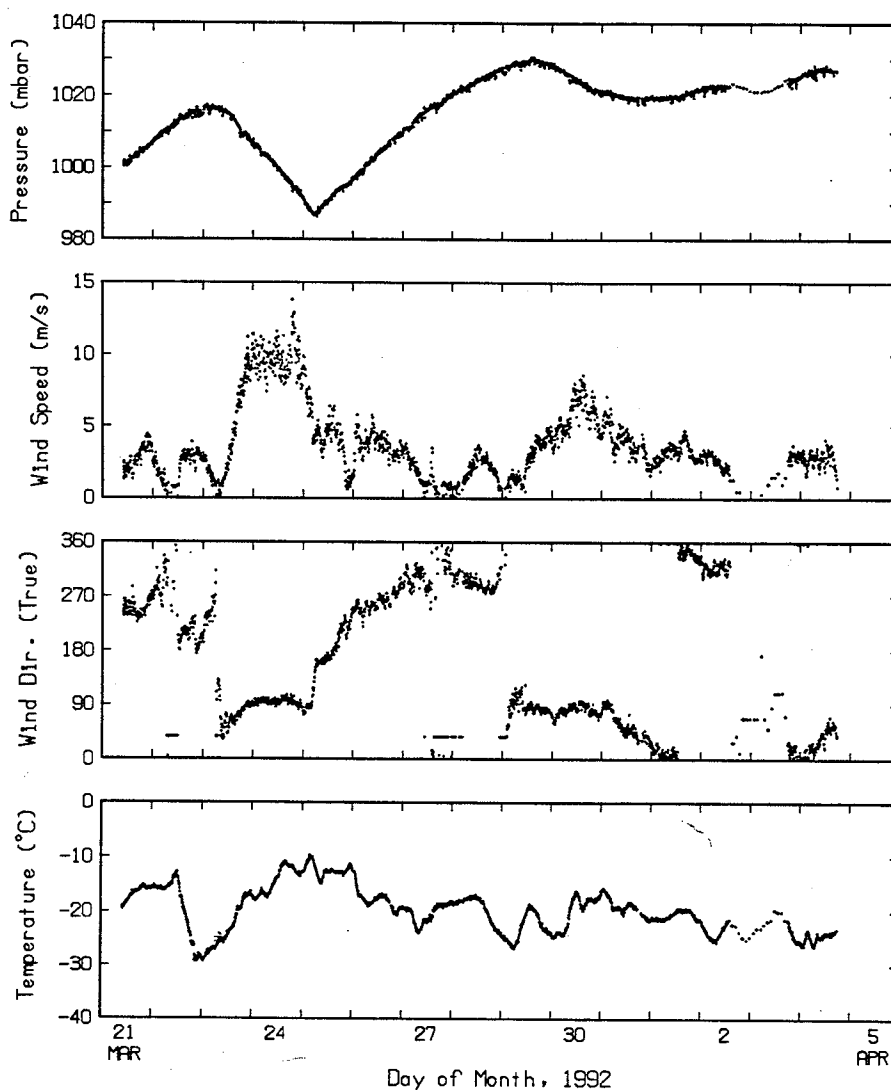 1040
1020
1000
980
Pressure (mbar)
15
10
5
0
Wind Speed (m/s)
360
270
180
90
0
Wind Dir. (True)
0
-10
-20
-30
-40
Temperature (°C)
21 24 27 30 2 5
MAR APR
Day of Month, 1992